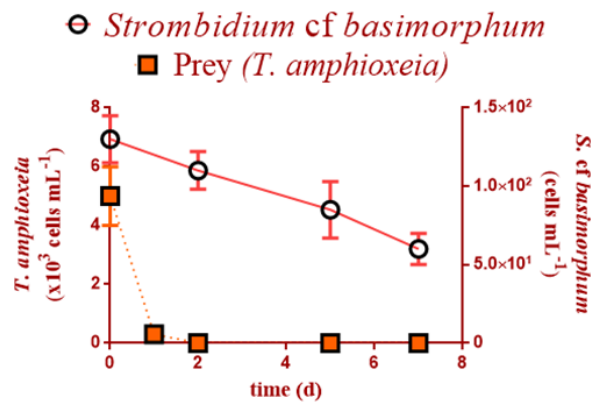 Strombidium cf basimorphum
Prey (T. amphioxeia)
8
6
4
2
0
T. amphioxeia
(x10³ cells mL⁻¹)
1.5×10²
1.0×10²
5.0×10¹
0
S. cf basimorphum
(cells mL⁻¹)
0 2 4 6 8
time (d)